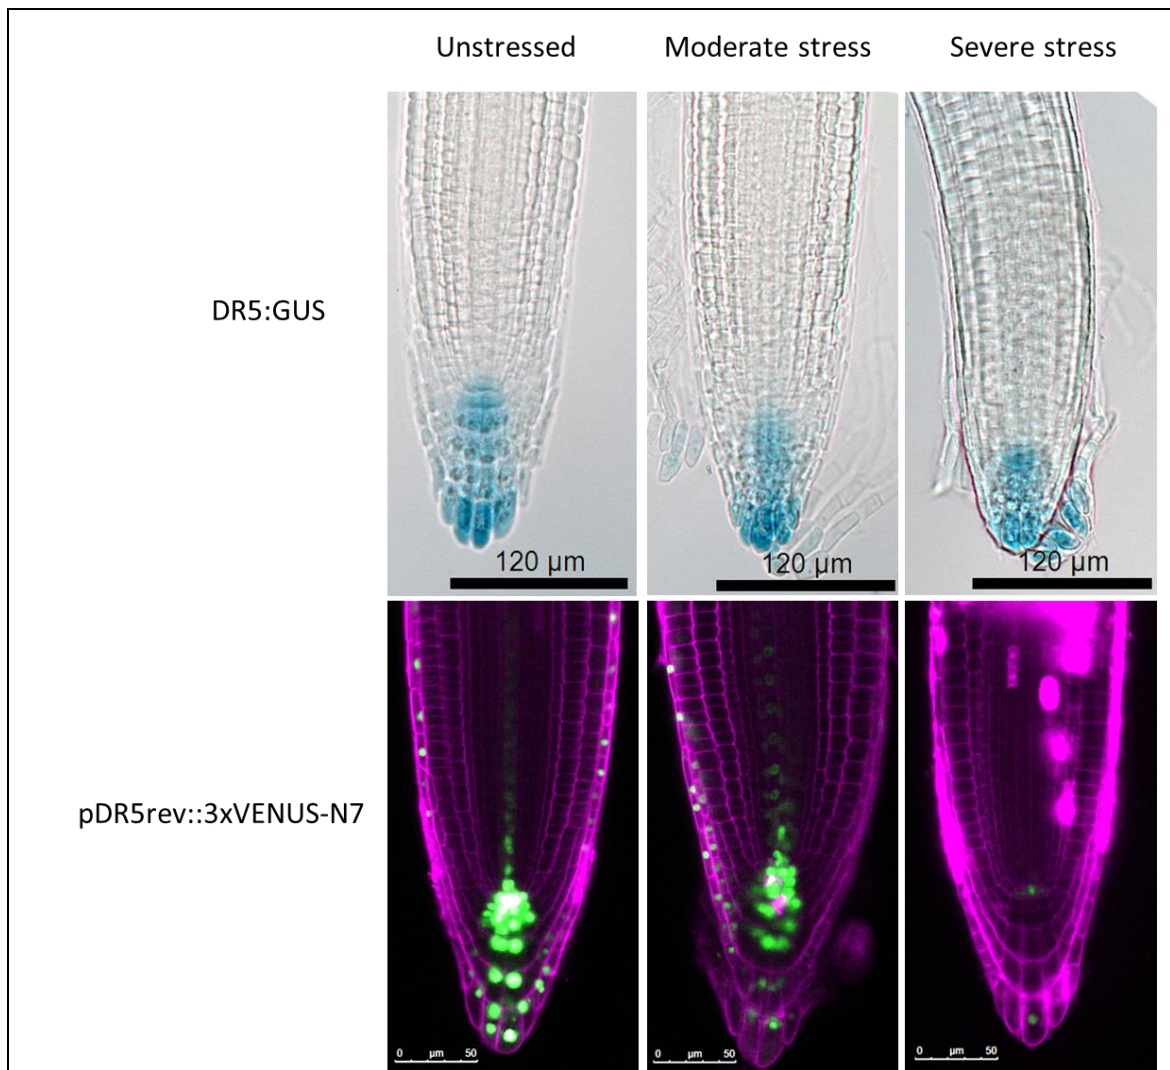 Unstressed Moderate stress Severe stress
DR5:GUS
120 µm 120 µm 120 µm
pDR5rev::3xVENUS-N7
0 µm 50 0 µm 50 0 µm 50